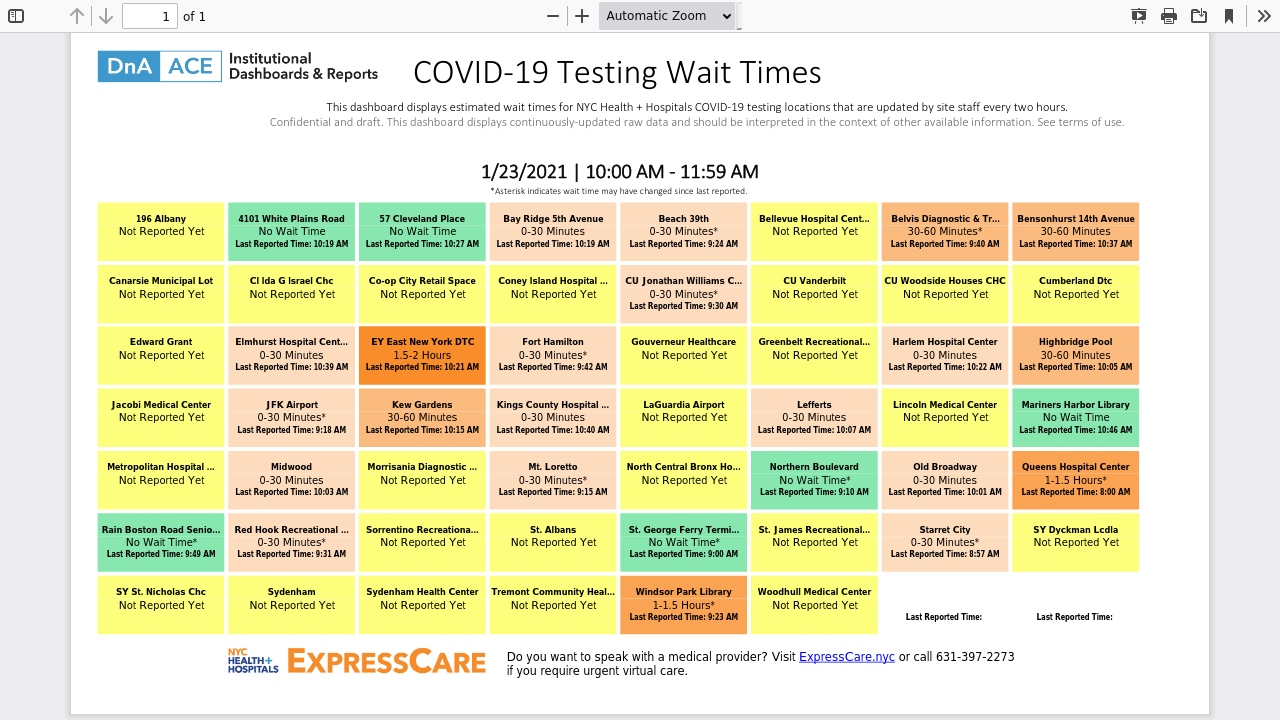 1 of 1 Automatic Zoom
DnA ACE Institutional
Dashboards & Reports
COVID-19 Testing Wait Times
This dashboard displays estimated wait times for NYC Health + Hospitals COVID-19 testing locations that are updated by site staff every two hours.
Confidential and draft. This dashboard displays continuously-updated raw data and should be interpreted in the context of other available information. See terms of use.
1/23/2021 | 10:00 AM - 11:59 AM
*Asterisk indicates wait time may have changed since last reported.
196 Albany
Not Reported Yet
4101 White Plains Road
No Wait Time
Last Reported Time: 10:19 AM
57 Cleveland Place
No Wait Time
Last Reported Time: 10:27 AM
Bay Ridge 5th Avenue
0-30 Minutes
Last Reported Time: 10:19 AM
Beach 39th
0-30 Minutes*
Last Reported Time: 9:24 AM
Bellevue Hospital Cent...
Not Reported Yet
Belvis Diagnostic & Tr...
30-60 Minutes*
Last Reported Time: 9:40 AM
Bensonhurst 14th Avenue
30-60 Minutes
Last Reported Time: 10:37 AM
Canarsie Municipal Lot
Not Reported Yet
CI Ida G Israel Chc
Not Reported Yet
Co-op City Retail Space
Not Reported Yet
Coney Island Hospital ...
Not Reported Yet
CU Jonathan Williams C...
0-30 Minutes*
Last Reported Time: 9:30 AM
CU Vanderbilt
Not Reported Yet
CU Woodside Houses CHC
Not Reported Yet
Cumberland Dtc
Not Reported Yet
Edward Grant
Not Reported Yet
Elmhurst Hospital Cent...
0-30 Minutes
Last Reported Time: 10:39 AM
EY East New York DTC
1.5-2 Hours
Last Reported Time: 10:21 AM
Fort Hamilton
0-30 Minutes*
Last Reported Time: 9:42 AM
Gouverneur Healthcare
Not Reported Yet
Greenbelt Recreational...
Not Reported Yet
Harlem Hospital Center
0-30 Minutes
Last Reported Time: 10:22 AM
Highbridge Pool
30-60 Minutes
Last Reported Time: 10:05 AM
Jacobi Medical Center
Not Reported Yet
JFK Airport
0-30 Minutes*
Last Reported Time: 9:18 AM
Kew Gardens
30-60 Minutes
Last Reported Time: 10:15 AM
Kings County Hospital ...
0-30 Minutes
Last Reported Time: 10:40 AM
LaGuardia Airport
Not Reported Yet
Lefferts
0-30 Minutes
Last Reported Time: 10:07 AM
Lincoln Medical Center
Not Reported Yet
Mariners Harbor Library
No Wait Time
Last Reported Time: 10:46 AM
Metropolitan Hospital ...
Not Reported Yet
Midwood
0-30 Minutes
Last Reported Time: 10:03 AM
Morrisania Diagnostic ...
Not Reported Yet
Mt. Loretto
0-30 Minutes*
Last Reported Time: 9:15 AM
North Central Bronx Ho...
Not Reported Yet
Northern Boulevard
No Wait Time*
Last Reported Time: 9:10 AM
Old Broadway
0-30 Minutes
Last Reported Time: 10:01 AM
Queens Hospital Center
1-1.5 Hours*
Last Reported Time: 8:00 AM
Rain Boston Road Senio...
No Wait Time*
Last Reported Time: 9:49 AM
Red Hook Recreational ...
0-30 Minutes*
Last Reported Time: 9:31 AM
Sorrentino Recreationa...
Not Reported Yet
St. Albans
Not Reported Yet
St. George Ferry Termi...
No Wait Time*
Last Reported Time: 9:00 AM
St. James Recreational...
Not Reported Yet
Starret City
0-30 Minutes*
Last Reported Time: 8:57 AM
SY Dyckman Lcdla
Not Reported Yet
SY St. Nicholas Chc
Not Reported Yet
Sydenham
Not Reported Yet
Sydenham Health Center
Not Reported Yet
Tremont Community Heal...
Not Reported Yet
Windsor Park Library
1-1.5 Hours*
Last Reported Time: 9:23 AM
Woodhull Medical Center
Not Reported Yet
Last Reported Time:
Last Reported Time:
NYC
HEALTH+
HOSPITALS
EXPRESSCARE
Do you want to speak with a medical provider? Visit ExpressCare.nyc or call 631-397-2273
if you require urgent virtual care.